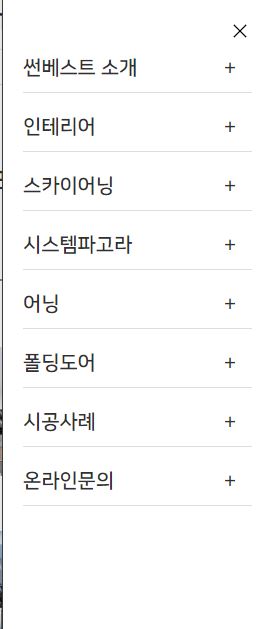 썬베스트 소개 +
인테리어 +
스카이어닝 +
시스템파고라 +
어닝 +
폴딩도어 +
시공사례 +
온라인문의 +